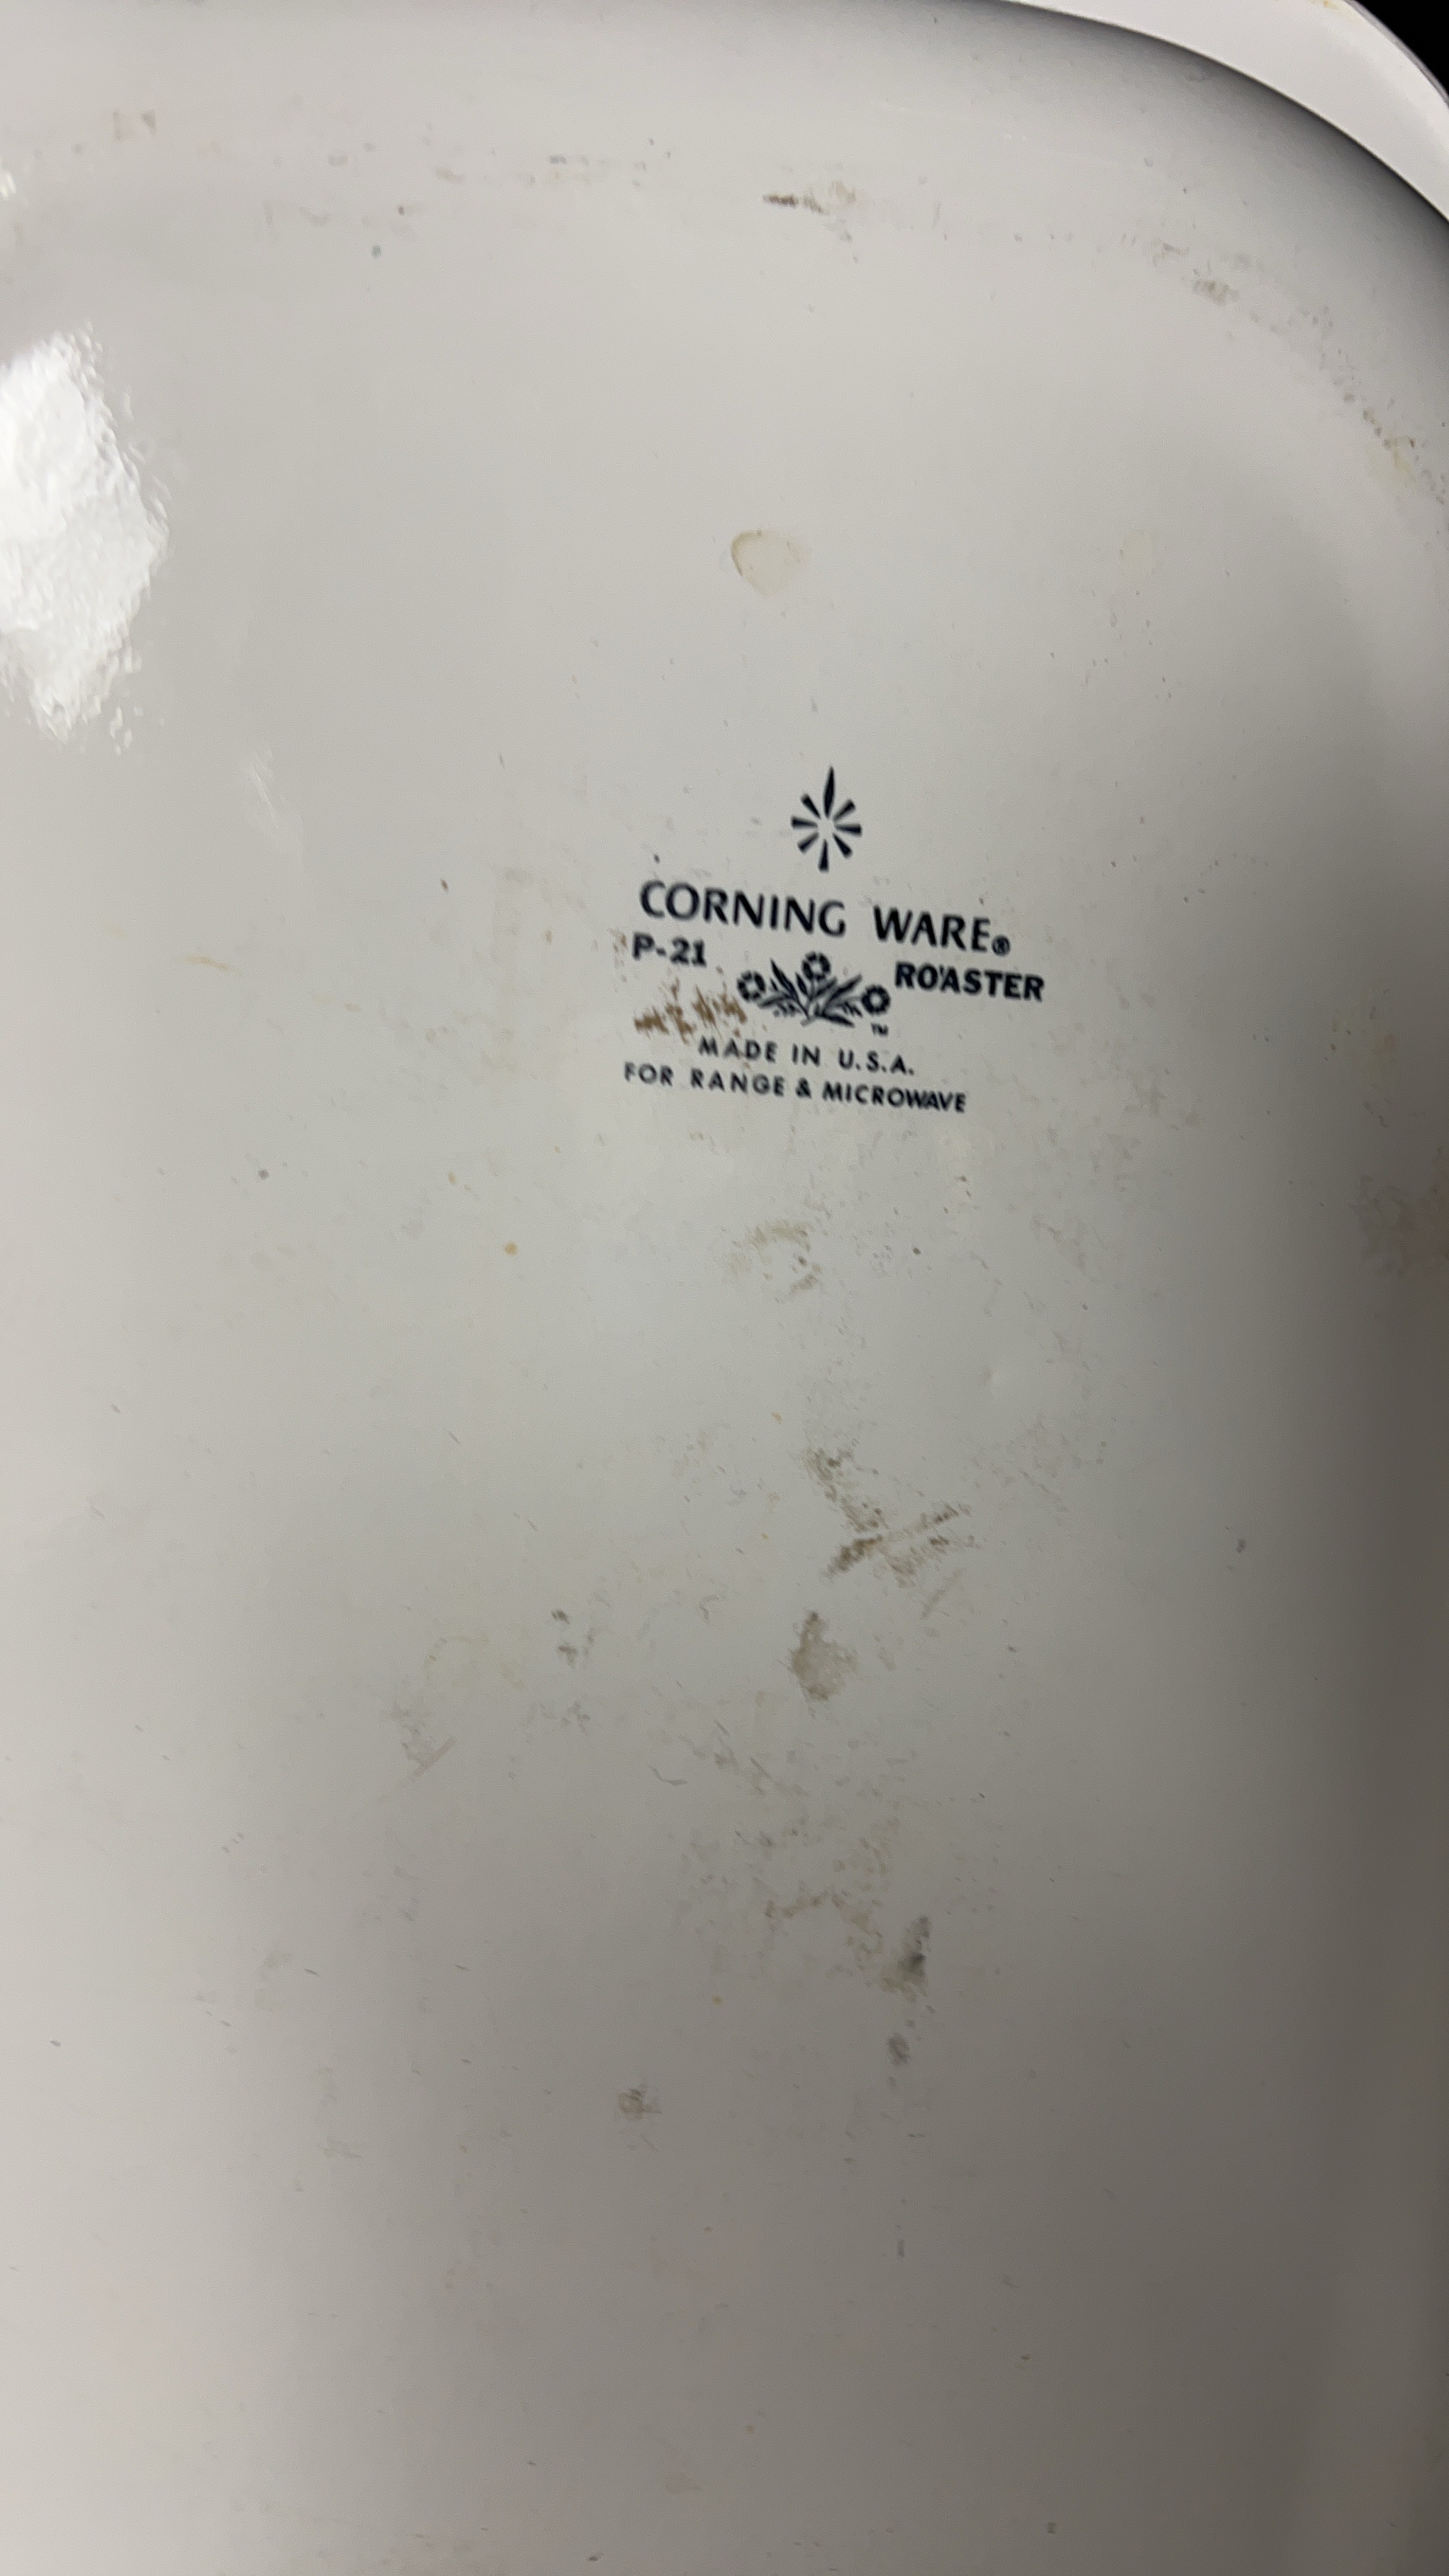 CORNING WARE®
P-21 ROASTER
TM
MADE IN U.S.A.
FOR RANGE & MICROWAVE